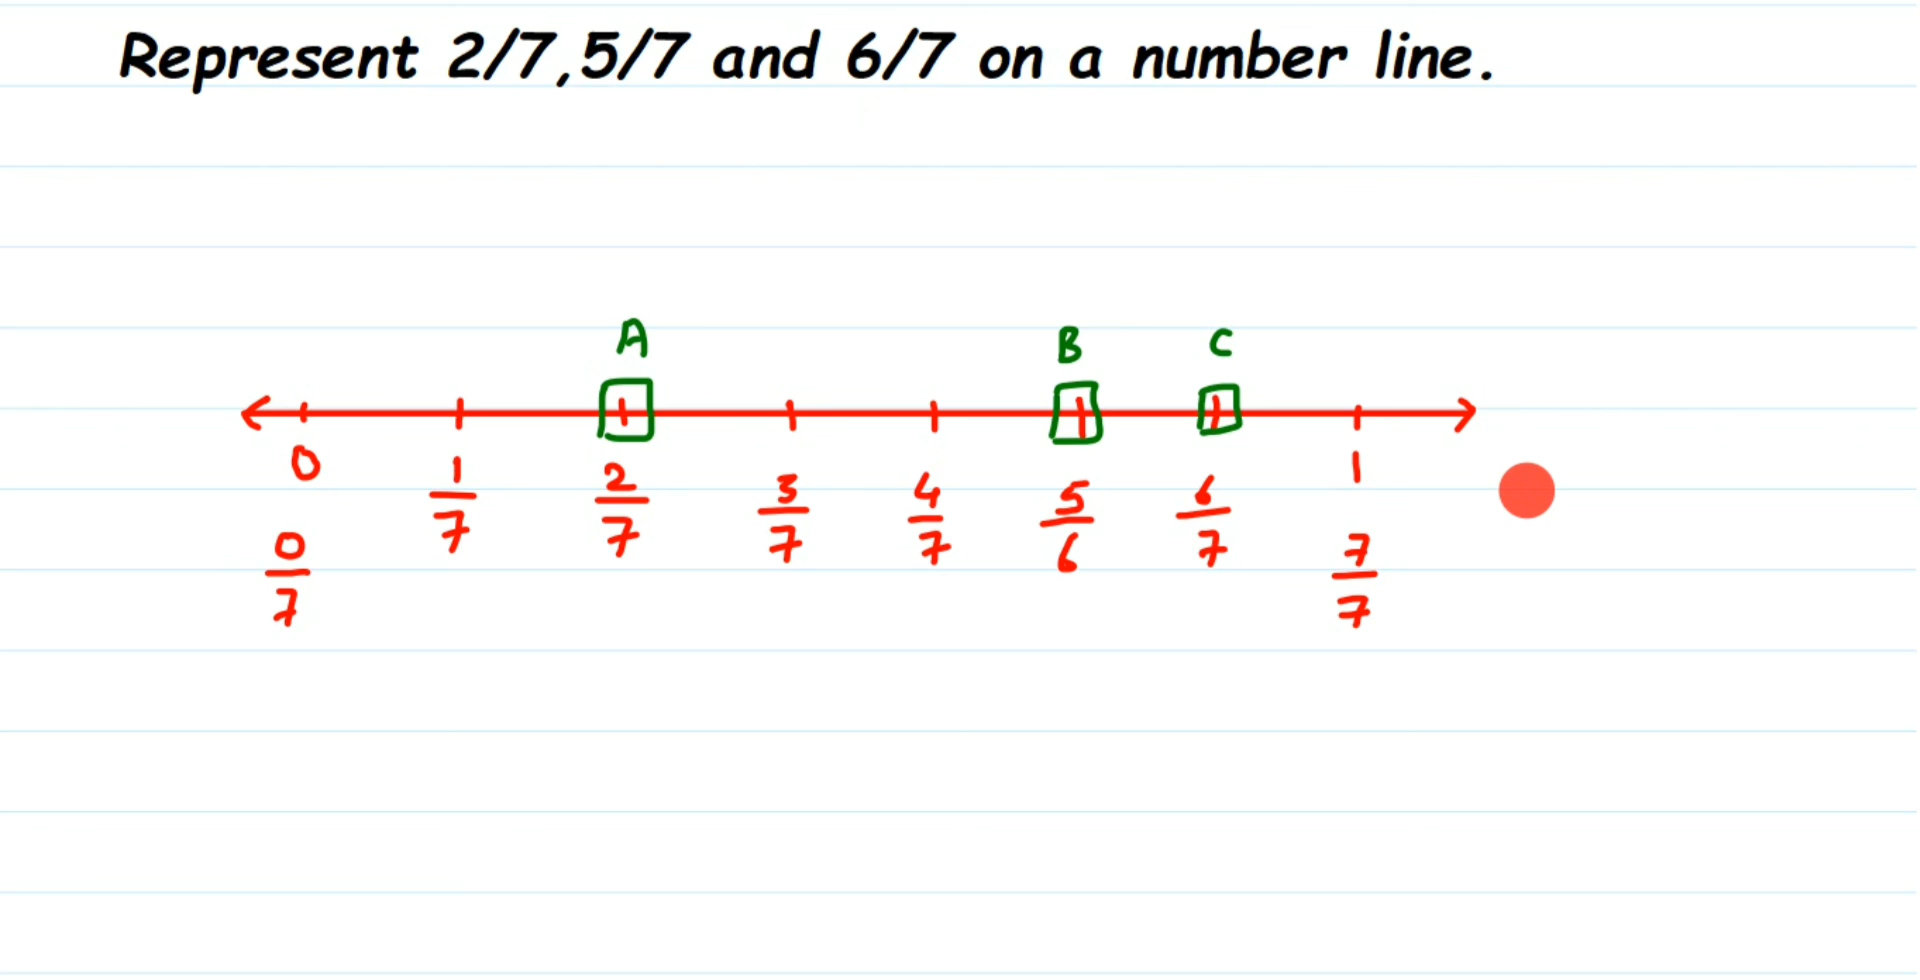 Represent 2/7,5/7 and 6/7 on a number line.
A B C
0 1/7 2/7 3/7 4/7 5/6 6/7 1
0/7 7/7